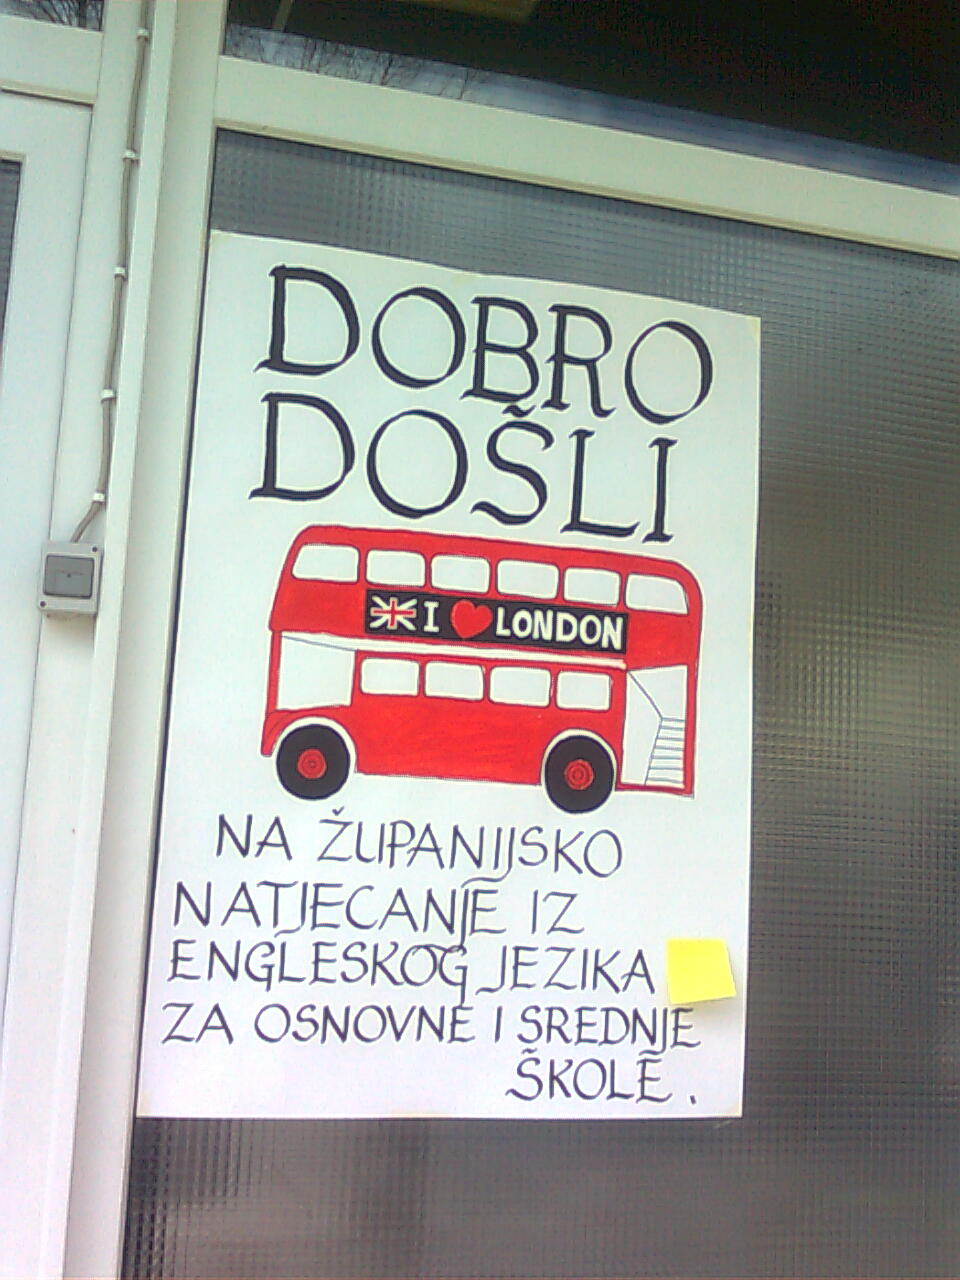 DOBRO
DOŠLI
I ❤ LONDON
NA ŽUPANIJSKO
NATJECANJE IZ
ENGLESKOG JEZIKA
ZA OSNOVNE I SREDNJE
ŠKOLE.